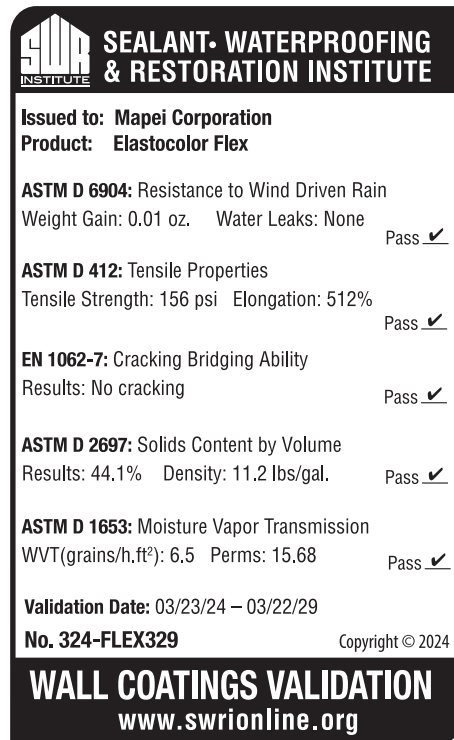 SWR
INSTITUTE
SEALANT• WATERPROOFING
& RESTORATION INSTITUTE
Issued to: Mapei Corporation
Product: Elastocolor Flex
ASTM D 6904: Resistance to Wind Driven Rain
Weight Gain: 0.01 oz. Water Leaks: None
Pass ✔
ASTM D 412: Tensile Properties
Tensile Strength: 156 psi Elongation: 512%
Pass ✔
EN 1062-7: Cracking Bridging Ability
Results: No cracking
Pass ✔
ASTM D 2697: Solids Content by Volume
Results: 44.1% Density: 11.2 lbs/gal.
Pass ✔
ASTM D 1653: Moisture Vapor Transmission
WVT(grains/h.ft²): 6.5 Perms: 15.68
Pass ✔
Validation Date: 03/23/24 – 03/22/29
No. 324-FLEX329 Copyright © 2024
WALL COATINGS VALIDATION
www.swrionline.org